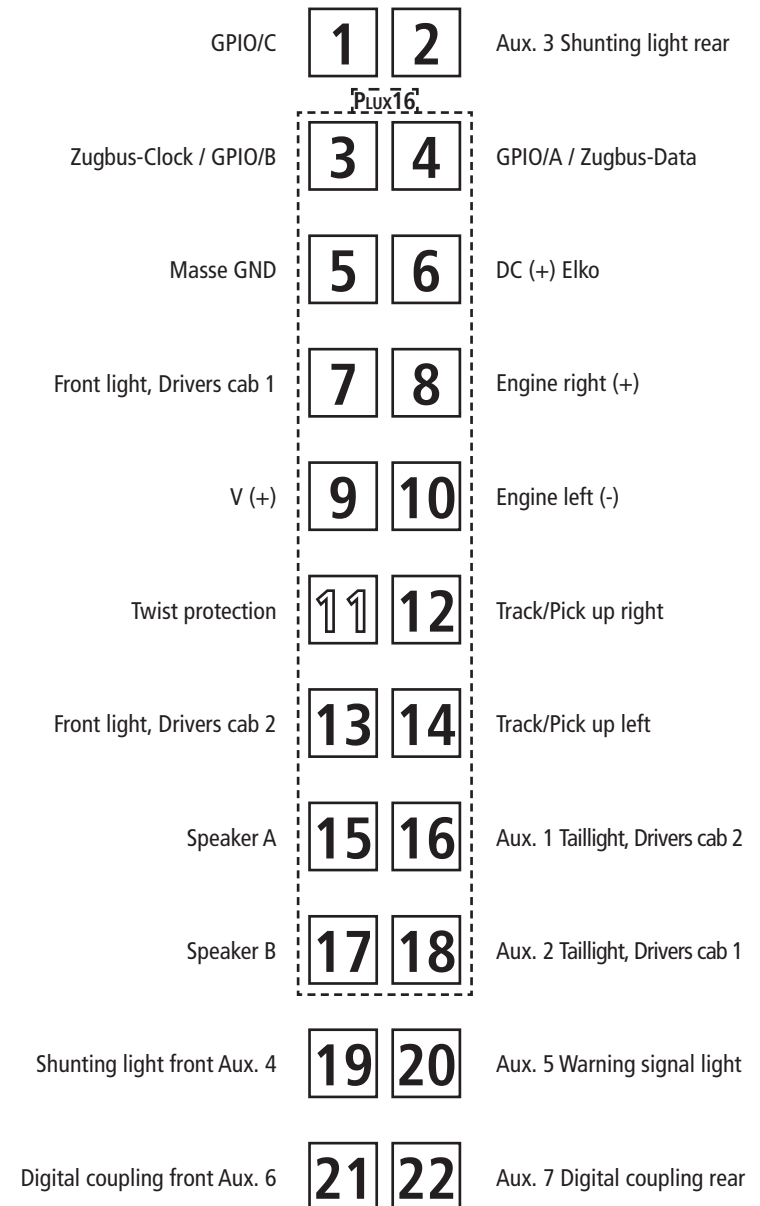 GPIO/C 1 2 Aux. 3 Shunting light rear
PLUX16
Zugbus-Clock / GPIO/B 3 4 GPIO/A / Zugbus-Data
Masse GND 5 6 DC (+) Elko
Front light, Drivers cab 1 7 8 Engine right (+)
V (+) 9 10 Engine left (-)
Twist protection 11 12 Track/Pick up right
Front light, Drivers cab 2 13 14 Track/Pick up left
Speaker A 15 16 Aux. 1 Taillight, Drivers cab 2
Speaker B 17 18 Aux. 2 Taillight, Drivers cab 1
Shunting light front Aux. 4 19 20 Aux. 5 Warning signal light
Digital coupling front Aux. 6 21 22 Aux. 7 Digital coupling rear